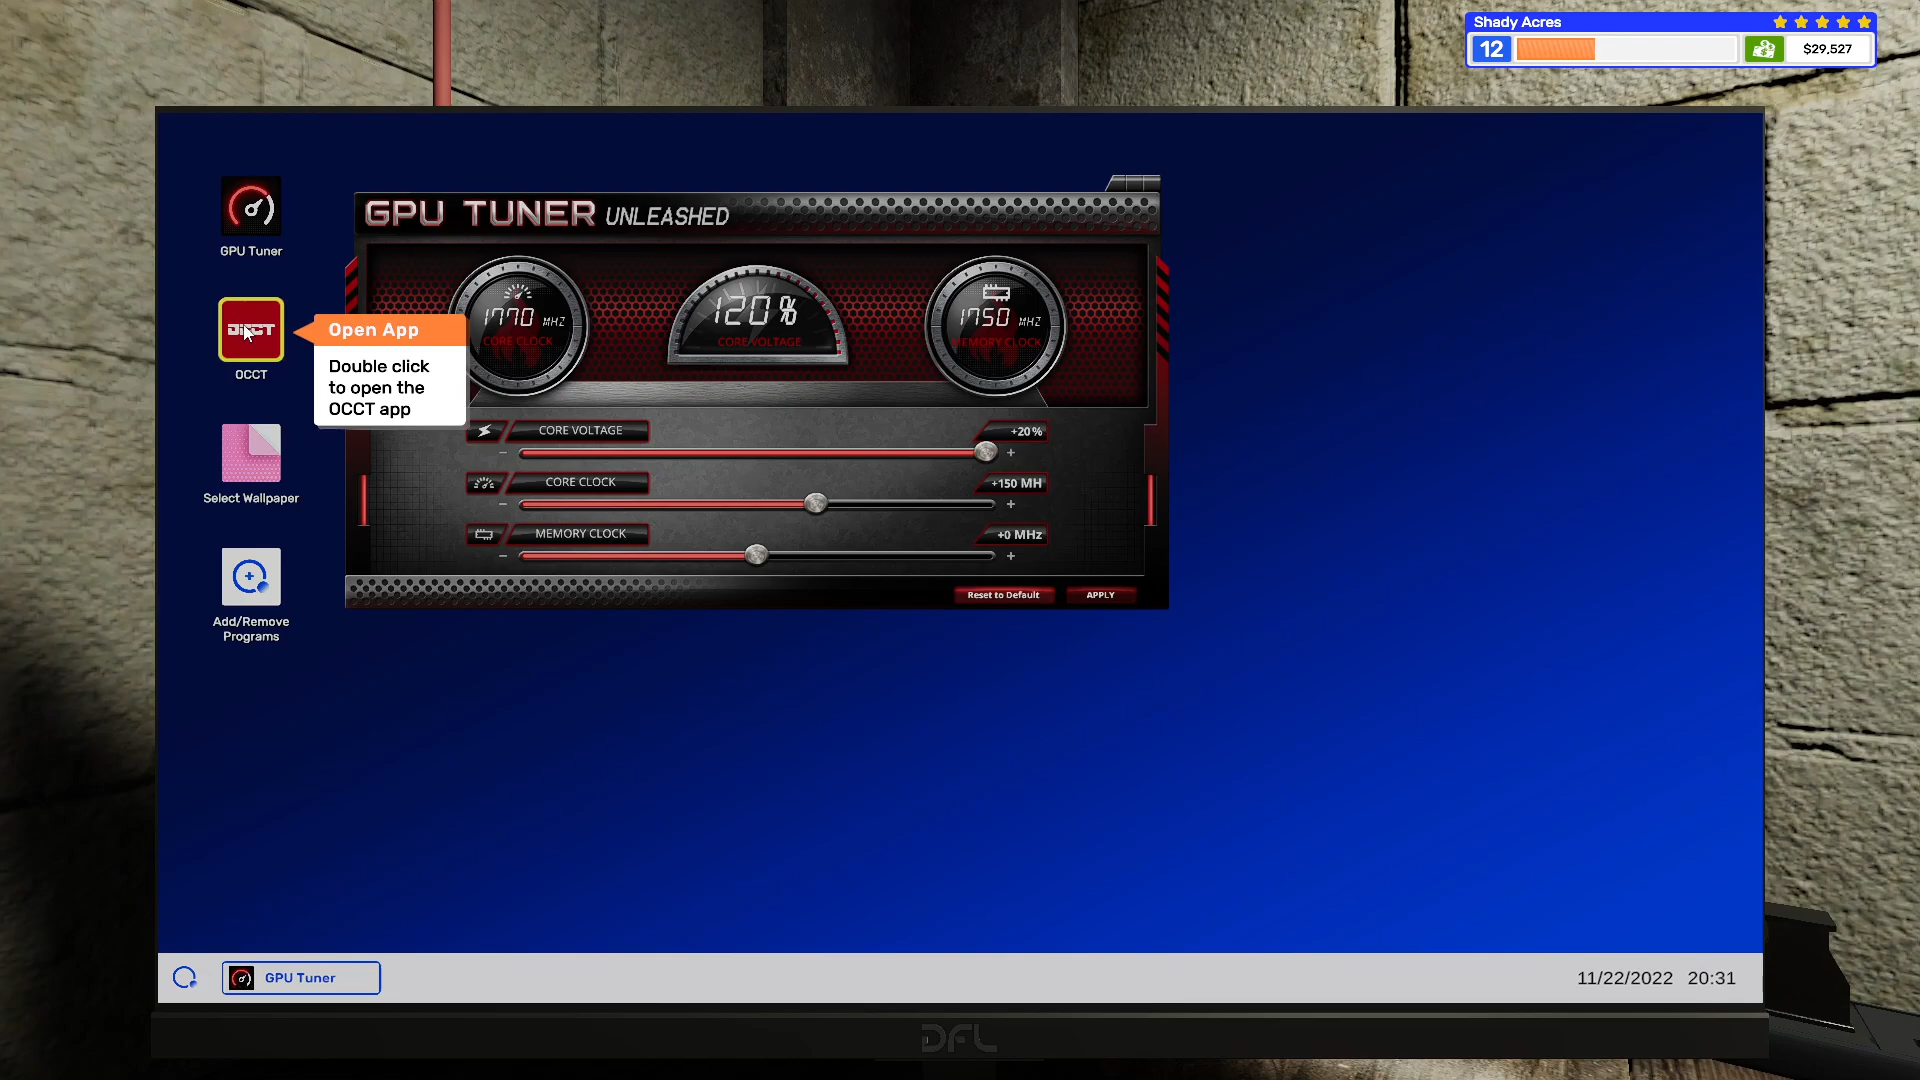 Shady Acres
12
$29,527
GPU Tuner
GPU TUNER UNLEASHED
1770 MHZ
CORE CLOCK
120%
CORE VOLTAGE
1750 MHZ
MEMORY CLOCK
OCCT
Open App
Double click
to open the
OCCT app
CORE VOLTAGE
+20%
CORE CLOCK
+150 MH
MEMORY CLOCK
+0 MHz
Reset to Default
APPLY
Select Wallpaper
Add/Remove
Programs
GPU Tuner
11/22/2022 20:31
DFL